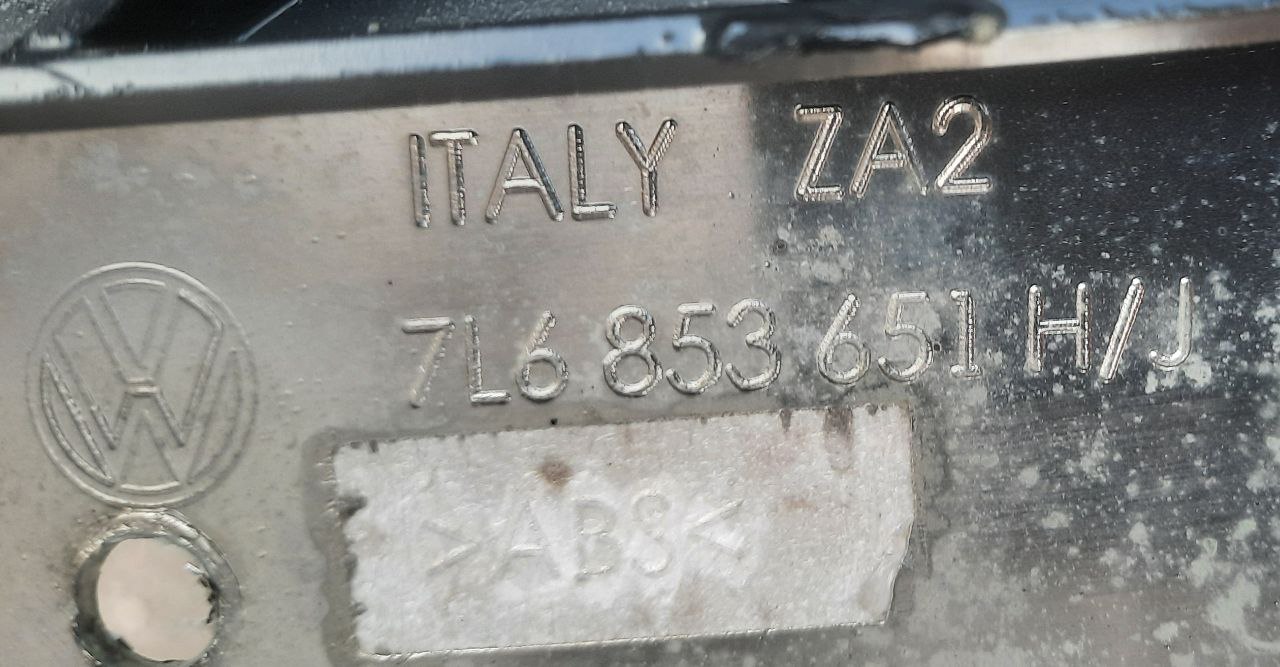 ITALY ZA2
7L6 853 651 H/J
>ABS<